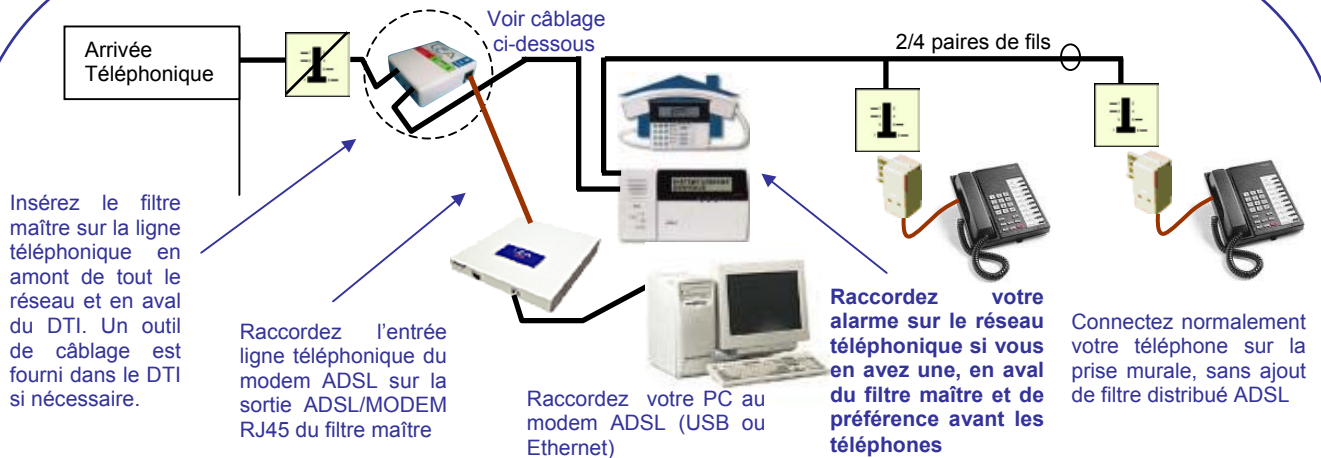 Arrivée
Téléphonique
Voir câblage
ci-dessous
2/4 paires de fils
Insérez le filtre
maître sur la ligne
téléphonique en
amont de tout le
réseau et en aval
du DTI. Un outil
de câblage est
fourni dans le DTI
si nécessaire.
Raccordez l'entrée
ligne téléphonique du
modem ADSL sur la
sortie ADSL/MODEM
RJ45 du filtre maître
Raccordez votre PC au
modem ADSL (USB ou
Ethernet)
Raccordez votre
alarme sur le réseau
téléphonique si vous
en avez une, en aval
du filtre maître et de
préférence avant les
téléphones
Connectez normalement
votre téléphone sur la
prise murale, sans ajout
de filtre distribué ADSL